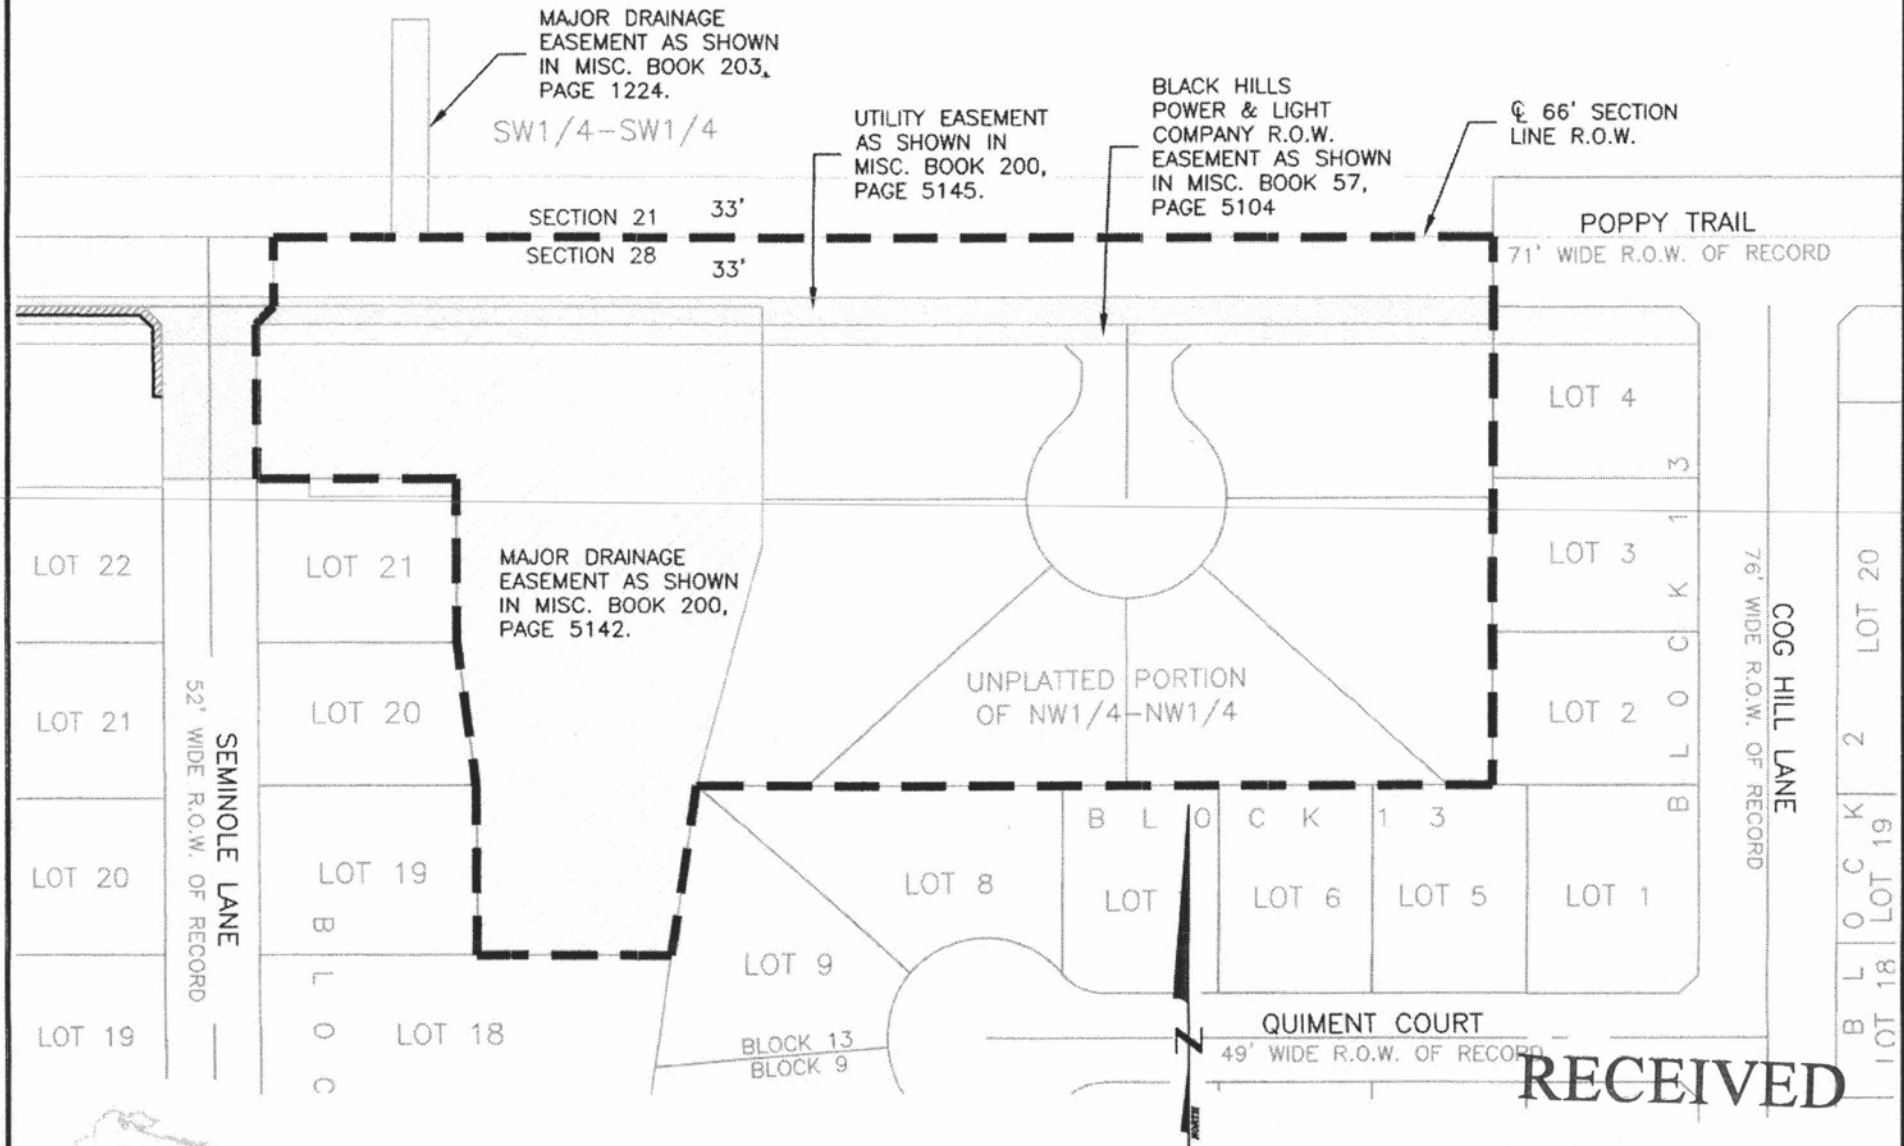 MAJOR DRAINAGE
EASEMENT AS SHOWN
IN MISC. BOOK 203,
PAGE 1224.
SW1/4-SW1/4
UTILITY EASEMENT
AS SHOWN IN
MISC. BOOK 200,
PAGE 5145.
BLACK HILLS
POWER & LIGHT
COMPANY R.O.W.
EASEMENT AS SHOWN
IN MISC. BOOK 57,
PAGE 5104
℄ 66' SECTION
LINE R.O.W.
SECTION 21
33'
SECTION 28
33'
POPPY TRAIL
71' WIDE R.O.W. OF RECORD
LOT 4
LOT 3
LOT 2
BLOCK 13
76' WIDE R.O.W. OF RECORD
COG HILL LANE
LOT 20
BLOCK 2
LOT 19
LOT 18
LOT 22
LOT 21
LOT 20
LOT 19
52' WIDE R.O.W. OF RECORD
SEMINOLE LANE
LOT 21
LOT 20
LOT 19
LOT 18
BLOC
MAJOR DRAINAGE
EASEMENT AS SHOWN
IN MISC. BOOK 200,
PAGE 5142.
UNPLATTED PORTION
OF NW1/4-NW1/4
BLOCK 13
LOT 8
LOT
LOT 6
LOT 5
LOT 1
LOT 9
BLOCK 13
BLOCK 9
QUIMENT COURT
49' WIDE R.O.W. OF RECORD
N
NORTH
RECEIVED